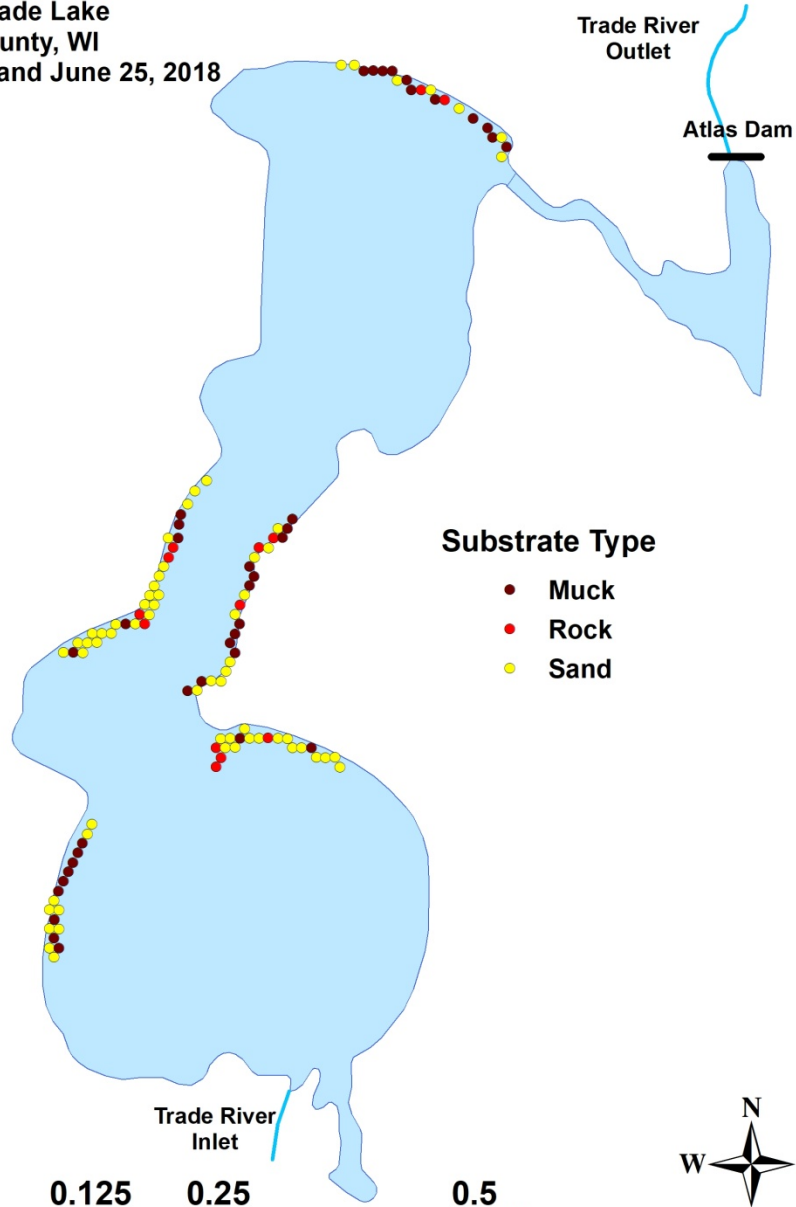 ade Lake
ounty, WI
and June 25, 2018
Trade River
Outlet
Atlas Dam
Substrate Type
Muck
Rock
Sand
Trade River
Inlet
N
W
0.125 0.25 0.5